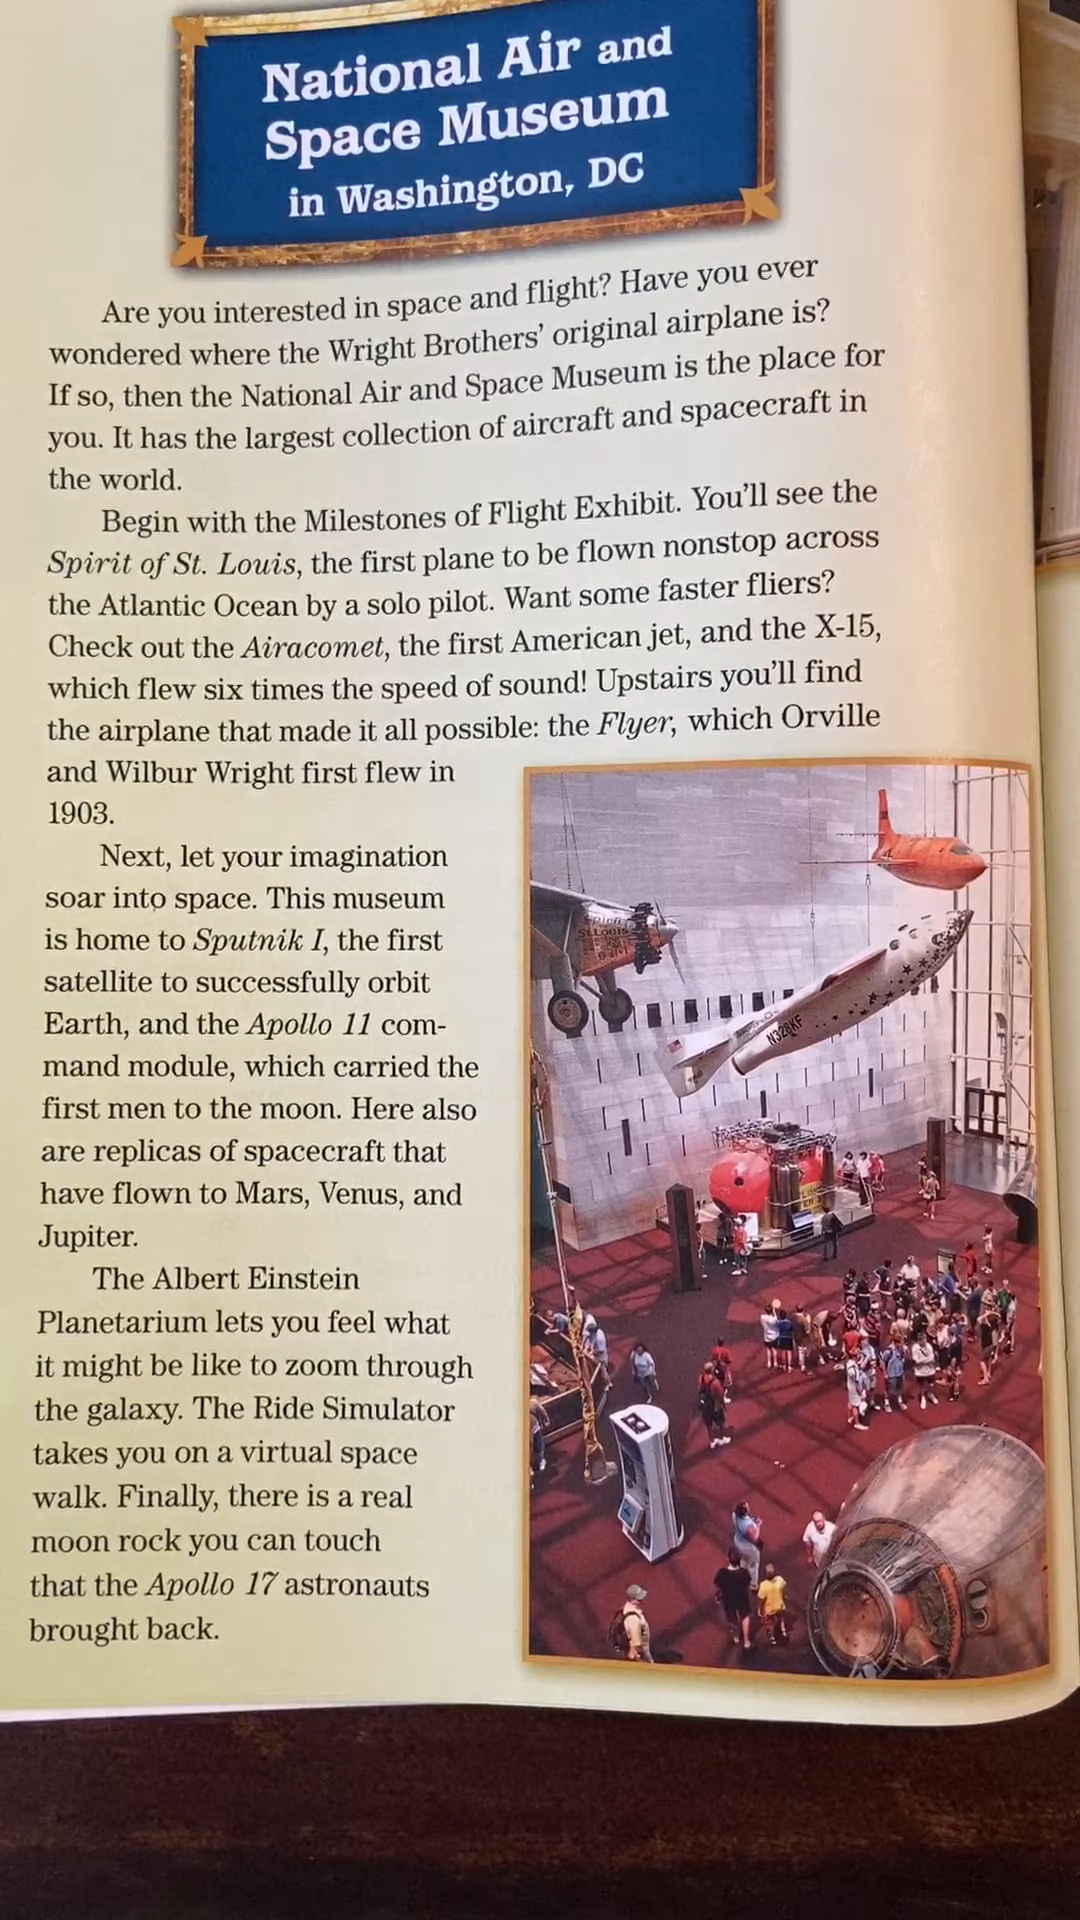 National Air and
Space Museum
in Washington, DC
Are you interested in space and flight? Have you ever
wondered where the Wright Brothers' original airplane is?
If so, then the National Air and Space Museum is the place for
you. It has the largest collection of aircraft and spacecraft in
the world.
Begin with the Milestones of Flight Exhibit. You'll see the
Spirit of St. Louis, the first plane to be flown nonstop across
the Atlantic Ocean by a solo pilot. Want some faster fliers?
Check out the Airacomet, the first American jet, and the X-15,
which flew six times the speed of sound! Upstairs you'll find
the airplane that made it all possible: the Flyer, which Orville
and Wilbur Wright first flew in
1903.
Next, let your imagination
soar into space. This museum
is home to Sputnik I, the first
satellite to successfully orbit
Earth, and the Apollo 11 com-
mand module, which carried the
first men to the moon. Here also
are replicas of spacecraft that
have flown to Mars, Venus, and
Jupiter.
The Albert Einstein
Planetarium lets you feel what
it might be like to zoom through
the galaxy. The Ride Simulator
takes you on a virtual space
walk. Finally, there is a real
moon rock you can touch
that the Apollo 17 astronauts
brought back.
Spirit
St. Louis
N328KF